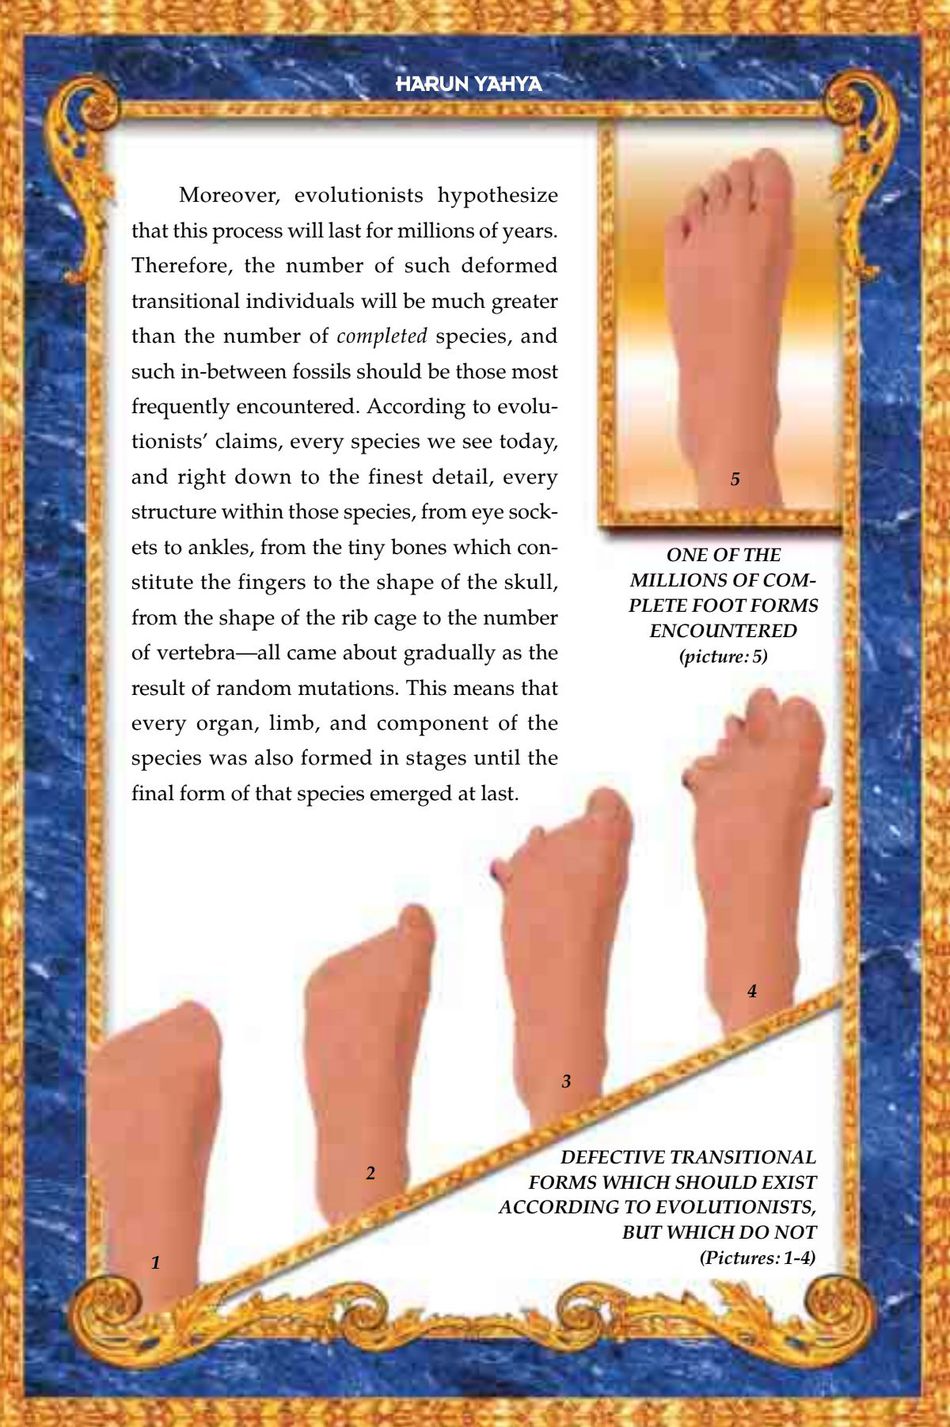 HARUN YAHYA
Moreover, evolutionists hypothesize
that this process will last for millions of years.
Therefore, the number of such deformed
transitional individuals will be much greater
than the number of completed species, and
such in-between fossils should be those most
frequently encountered. According to evolu-
tionists’ claims, every species we see today,
and right down to the finest detail, every
structure within those species, from eye sock-
ets to ankles, from the tiny bones which con-
stitute the fingers to the shape of the skull,
from the shape of the rib cage to the number
of vertebra—all came about gradually as the
result of random mutations. This means that
every organ, limb, and component of the
species was also formed in stages until the
final form of that species emerged at last.
5
ONE OF THE
MILLIONS OF COM-
PLETE FOOT FORMS
ENCOUNTERED
(picture: 5)
4
3
2
1
DEFECTIVE TRANSITIONAL
FORMS WHICH SHOULD EXIST
ACCORDING TO EVOLUTIONISTS,
BUT WHICH DO NOT
(Pictures: 1-4)